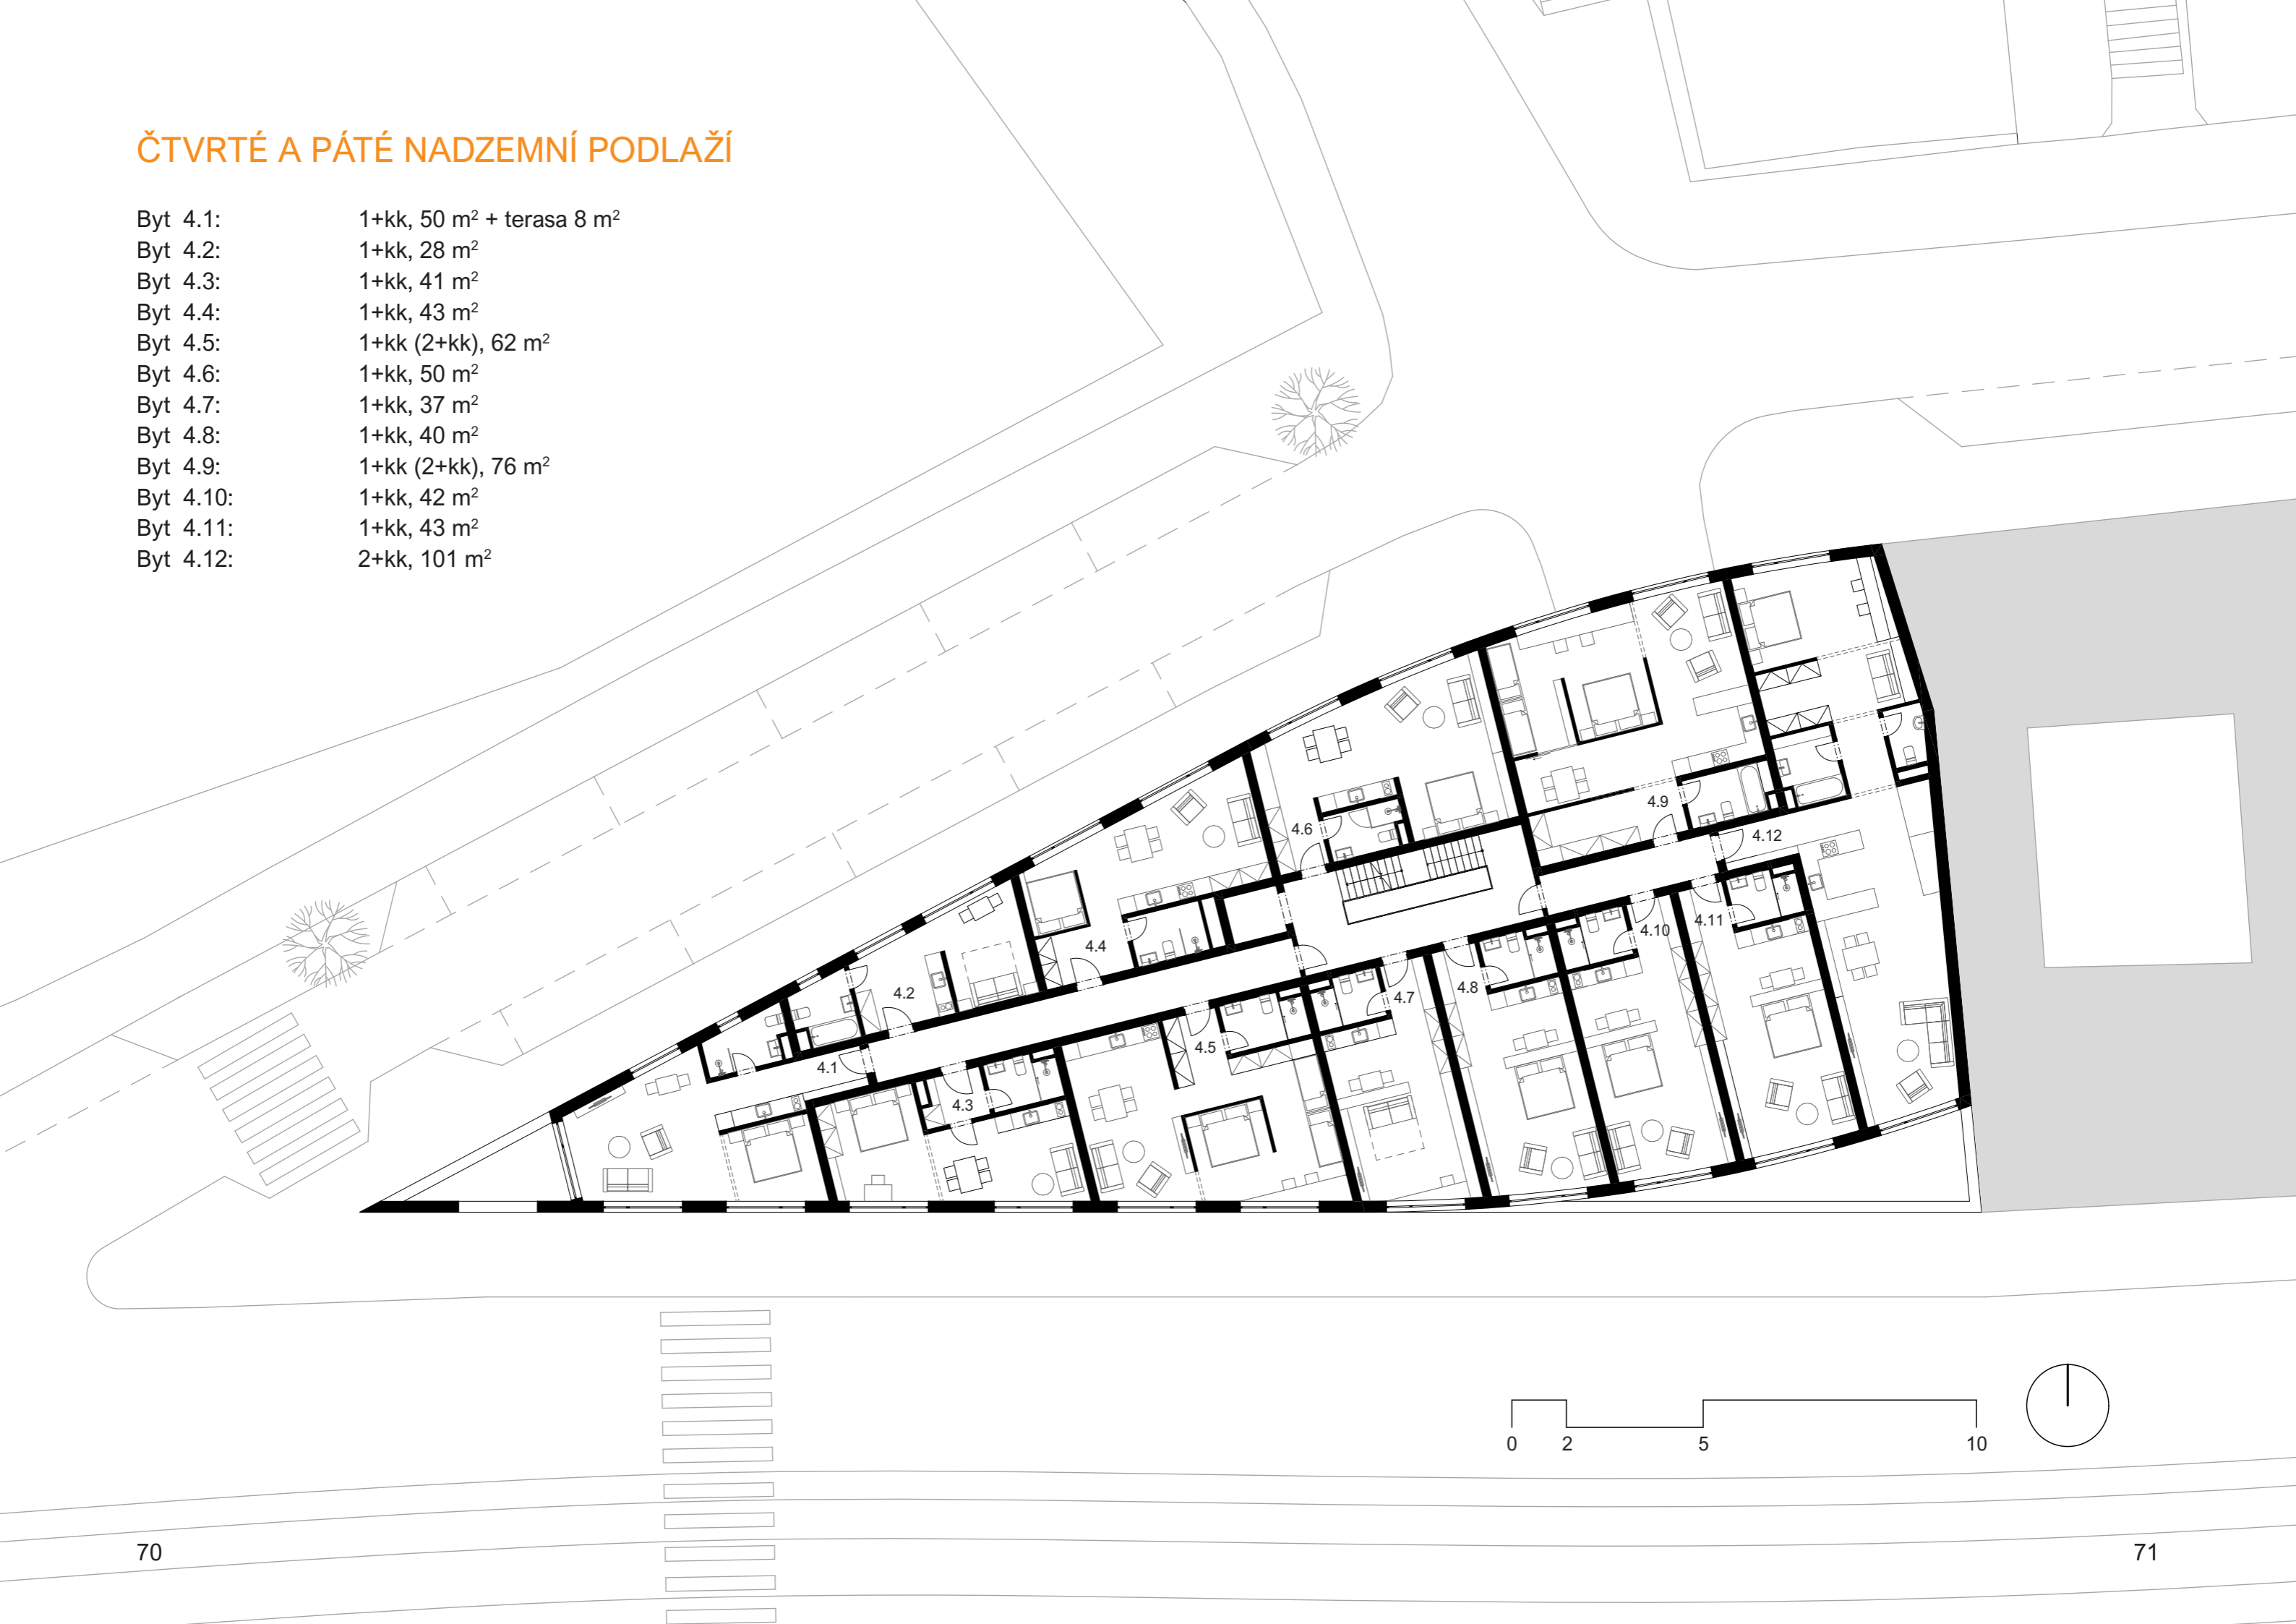 ČTVRTÉ A PÁTÉ NADZEMNÍ PODLAŽÍ
Byt 4.1: 1+kk, 50 m² + terasa 8 m²
Byt 4.2: 1+kk, 28 m²
Byt 4.3: 1+kk, 41 m²
Byt 4.4: 1+kk, 43 m²
Byt 4.5: 1+kk (2+kk), 62 m²
Byt 4.6: 1+kk, 50 m²
Byt 4.7: 1+kk, 37 m²
Byt 4.8: 1+kk, 40 m²
Byt 4.9: 1+kk (2+kk), 76 m²
Byt 4.10: 1+kk, 42 m²
Byt 4.11: 1+kk, 43 m²
Byt 4.12: 2+kk, 101 m²
4.9
4.6
4.12
4.11
4.10
4.4
4.8
4.2
4.7
4.5
4.1
4.3
0 2 5 10
70 71